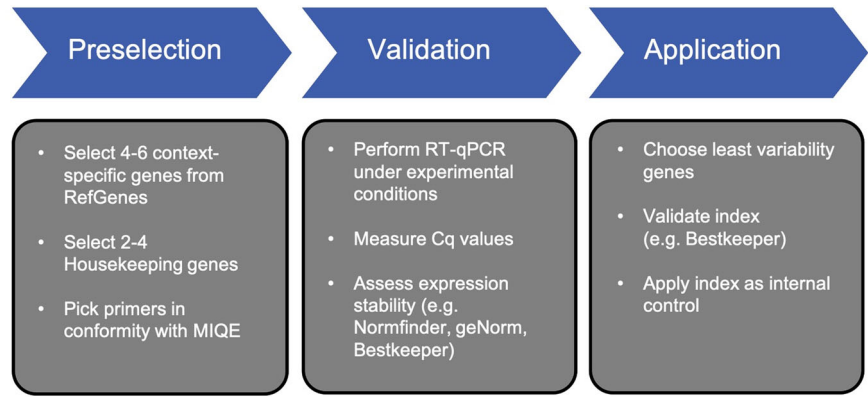 Preselection
Validation
Application
• Select 4-6 context-
specific genes from
RefGenes
• Select 2-4
Housekeeping genes
• Pick primers in
conformity with MIQE
• Perform RT-qPCR
under experimental
conditions
• Measure Cq values
• Assess expression
stability (e.g.
Normfinder, geNorm,
Bestkeeper)
• Choose least variability
genes
• Validate index
(e.g. Bestkeeper)
• Apply index as internal
control